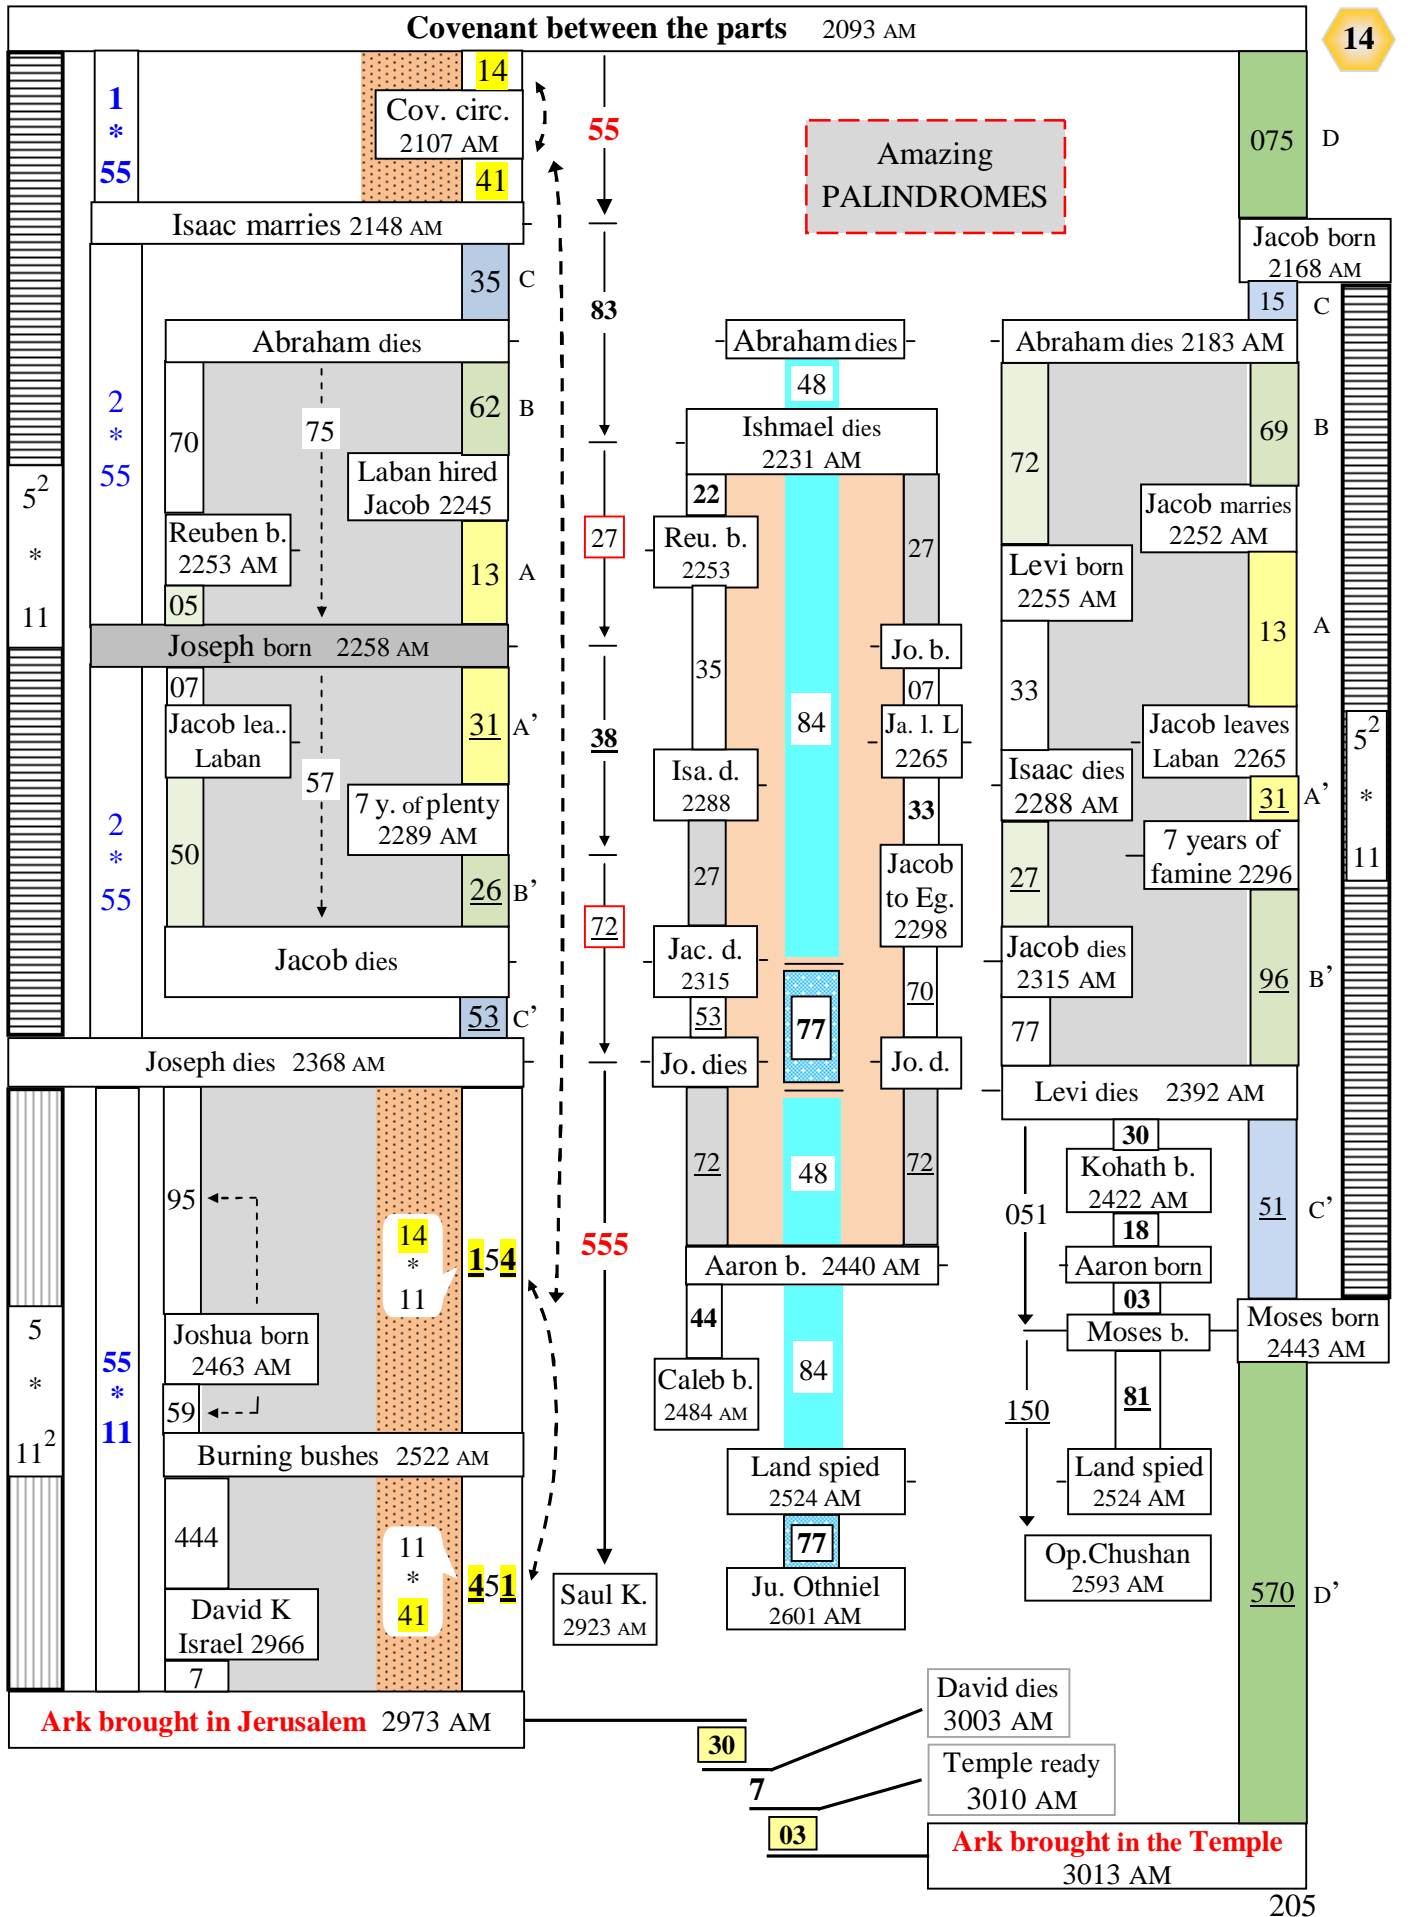 Covenant between the parts 2093 AM
14
1
*
55
14
Cov. circ.
2107 AM
41
55
Amazing
PALINDROMES
075
D
Isaac marries 2148 AM
Jacob born
2168 AM
35
C
83
15
C
Abraham dies
Abraham dies
Abraham dies 2183 AM
2
*
55
70
75
62
B
48
72
69
B
Ishmael dies
2231 AM
Laban hired
Jacob 2245
5²
*
11
22
27
Jacob marries
2252 AM
Reuben b.
2253 AM
27
Reu. b.
2253
13
A
Levi born
2255 AM
05
13
A
Joseph born 2258 AM
Jo. b.
35
33
07
07
31
A’
38
84
Jacob lea..
Laban
Ja. l. L
2265
Jacob leaves
Laban 2265
5²
*
11
57
Isa. d.
2288
Isaac dies
2288 AM
7 y. of plenty
2289 AM
33
31
A’
2
*
55
50
26
B’
27
Jacob
to Eg.
2298
27
7 years of
famine 2296
72
Jacob dies
Jac. d.
2315
Jacob dies
2315 AM
96
B’
53
C’
53
77
70
77
Joseph dies 2368 AM
Jo. dies
Jo. d.
Levi dies 2392 AM
30
Kohath b.
2422 AM
95
72
48
72
051
51
C’
14
*
11
154
555
18
Aaron b. 2440 AM
Aaron born
03
5
*
11²
55
*
11
Joshua born
2463 AM
44
Moses b.
Moses born
2443 AM
Caleb b.
2484 AM
84
59
150
81
Burning bushes 2522 AM
Land spied
2524 AM
Land spied
2524 AM
444
11
*
41
451
77
Op.Chushan
2593 AM
Saul K.
2923 AM
Ju. Othniel
2601 AM
570
D’
David K
Israel 2966
7
Ark brought in Jerusalem 2973 AM
David dies
3003 AM
30
7
Temple ready
3010 AM
03
Ark brought in the Temple
3013 AM
205